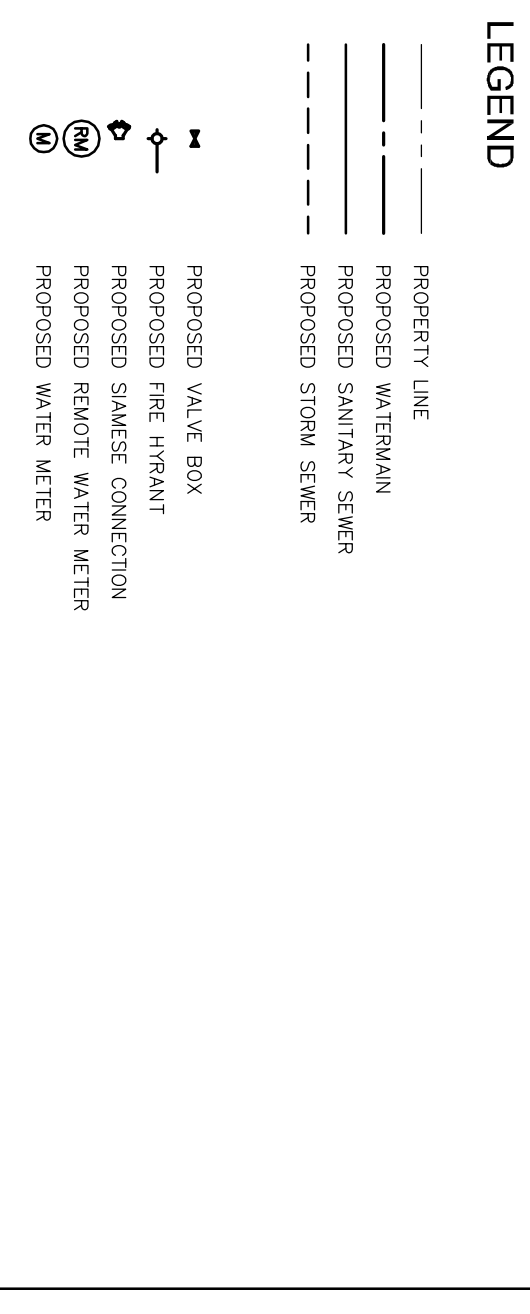 LEGEND
PROPERTY LINE
PROPOSED WATERMAIN
PROPOSED SANITARY SEWER
PROPOSED STORM SEWER
PROPOSED VALVE BOX
PROPOSED FIRE HYRANT
PROPOSED SIAMESE CONNECTION
RM PROPOSED REMOTE WATER METER
M PROPOSED WATER METER